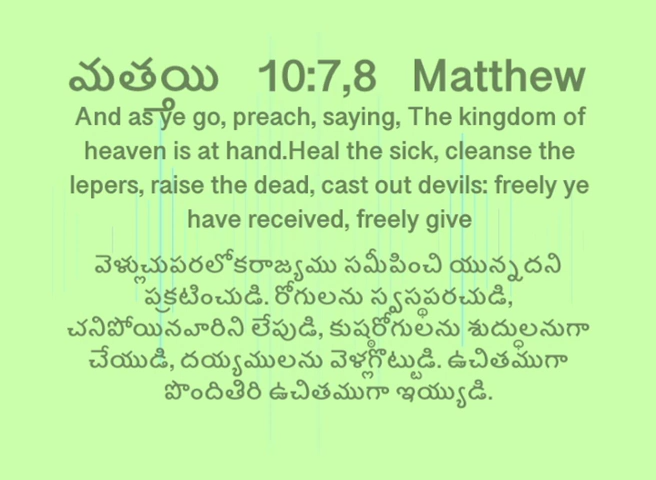 మతతయి 10:7,8 Matthew
And as ye go, preach, saying, The kingdom of
heaven is at hand.Heal the sick, cleanse the
lepers, raise the dead, cast out devils: freely ye
have received, freely give
వెళ్లుచుపరలోకరాజ్యము సమీపించి యున్నదని
ప్రకటించుడి. రోగులను స్వస్థపరచుడి,
చనిపోయినవారిని లేపుడి, కుష్ఠరోగులను శుద్ధులనుగా
చేయుడి, దయ్యములను వెళ్లగొట్టుడి. ఉచితముగా
పొందితిరి ఉచితముగా ఇయ్యుడి.